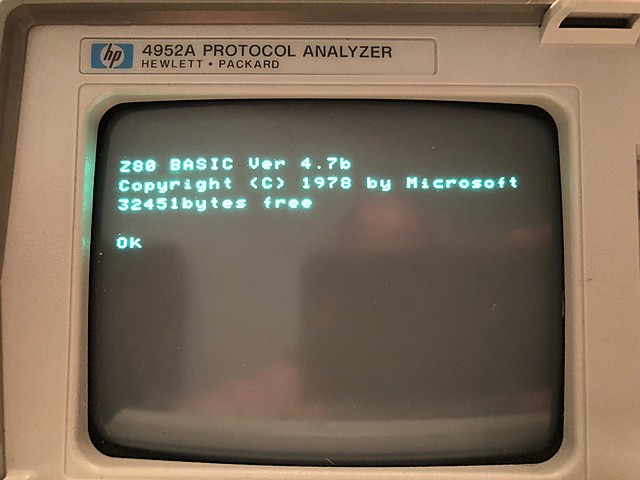 hp 4952A PROTOCOL ANALYZER
HEWLETT • PACKARD
Z80 BASIC Ver 4.7b
Copyright (C) 1978 by Microsoft
32451bytes free
Ok